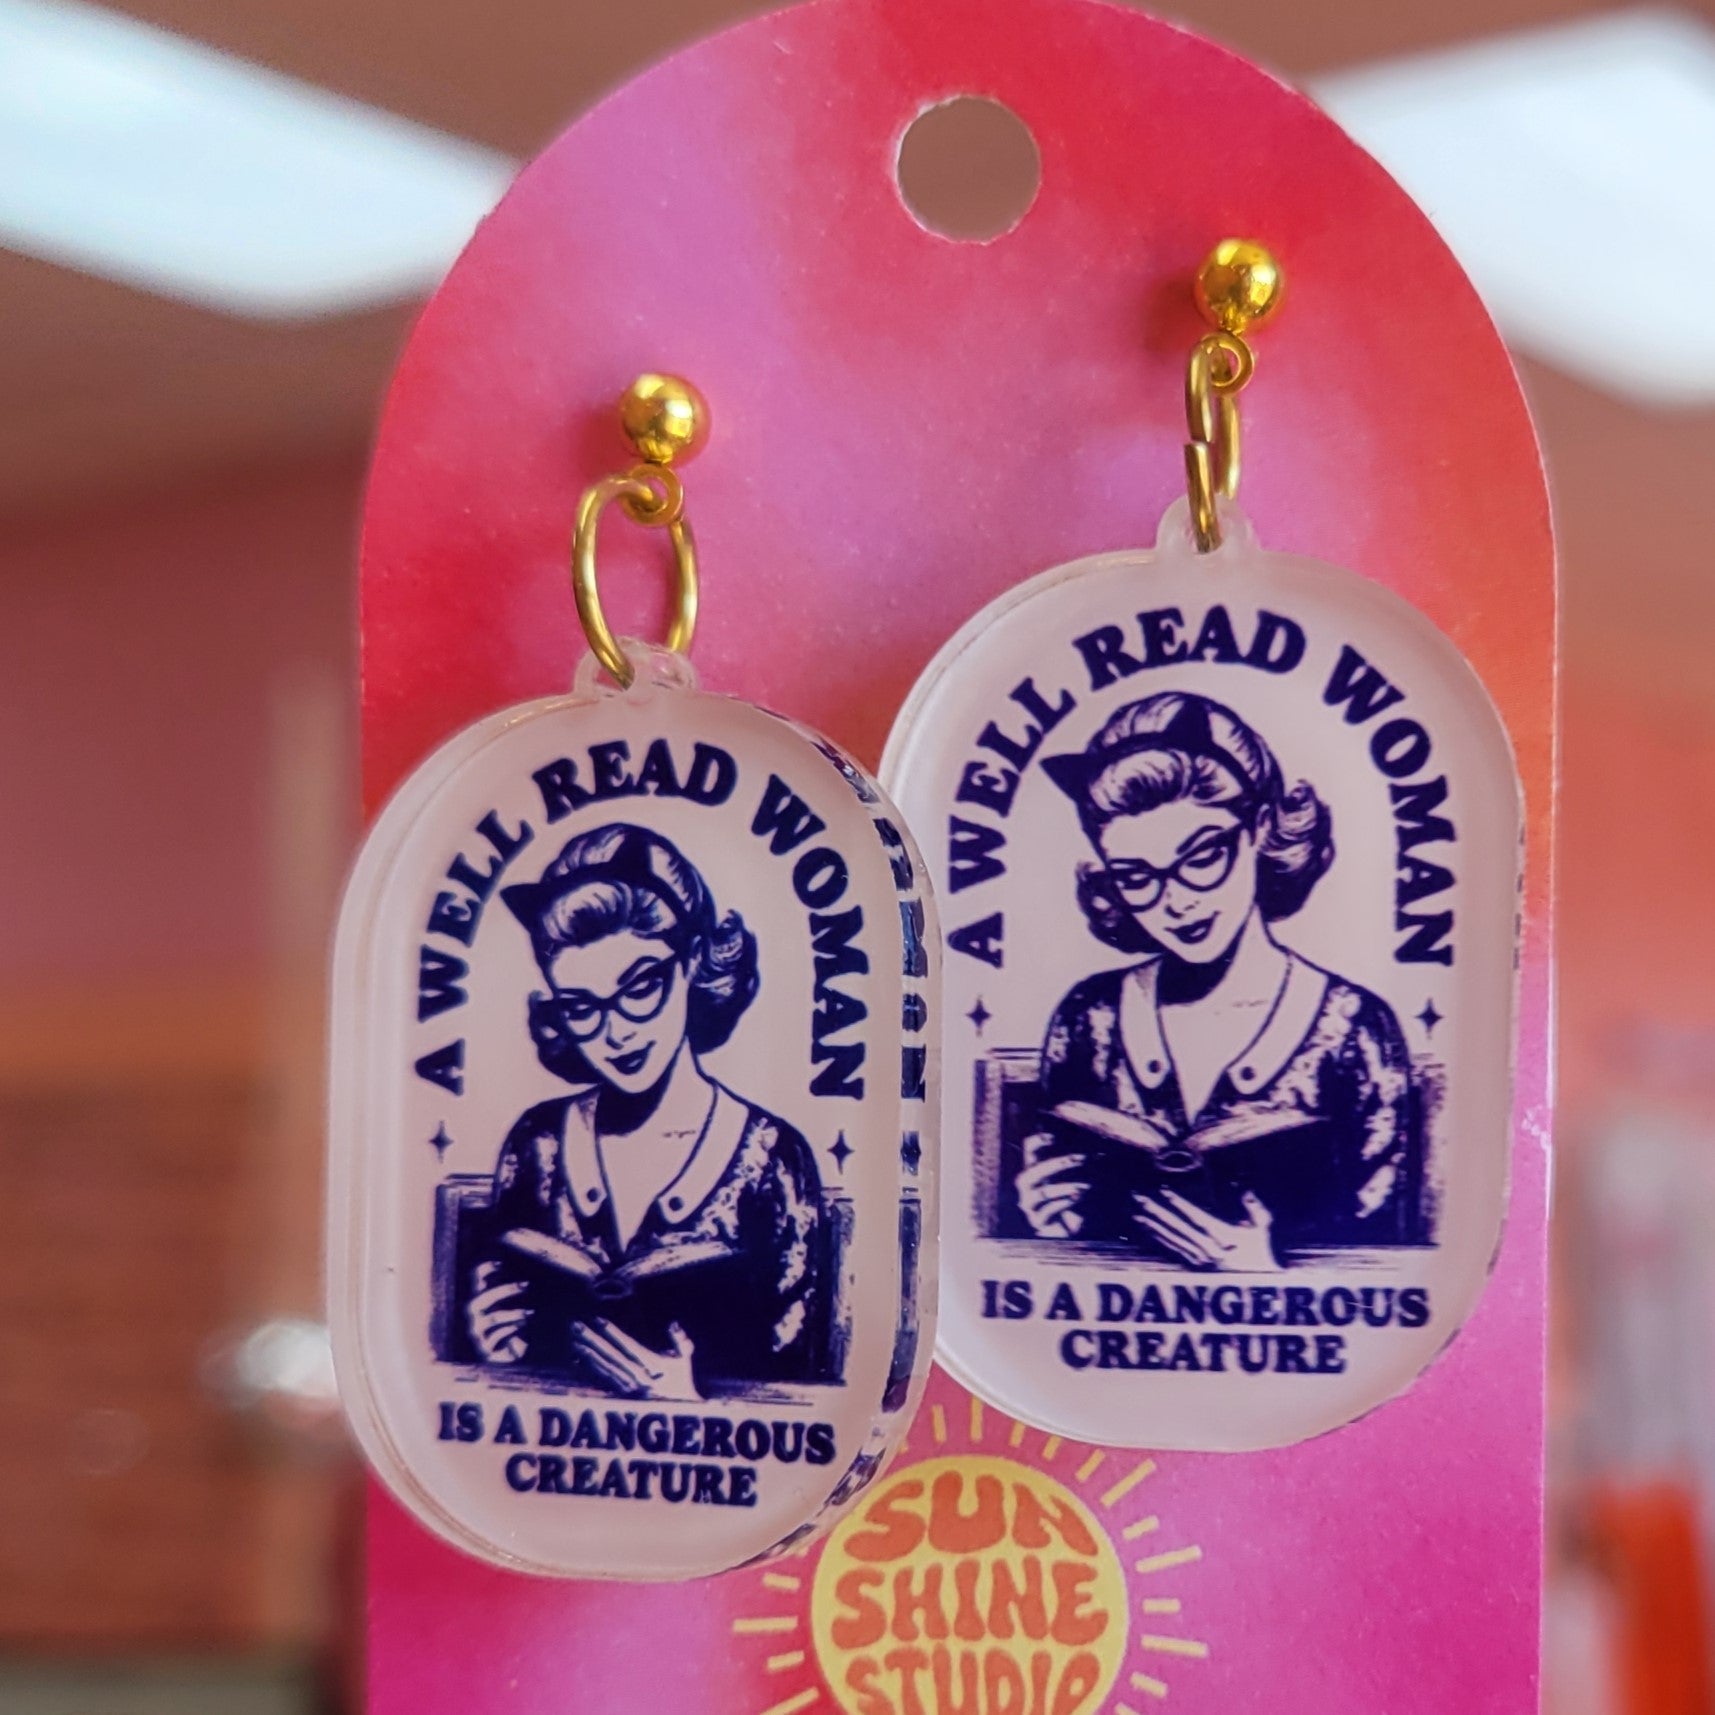 A WELL READ WOMAN
IS A DANGEROUS
CREATURE
A WELL READ WOMAN
IS A DANGEROUS
CREATURE
SUN
SHINE
STUDIO